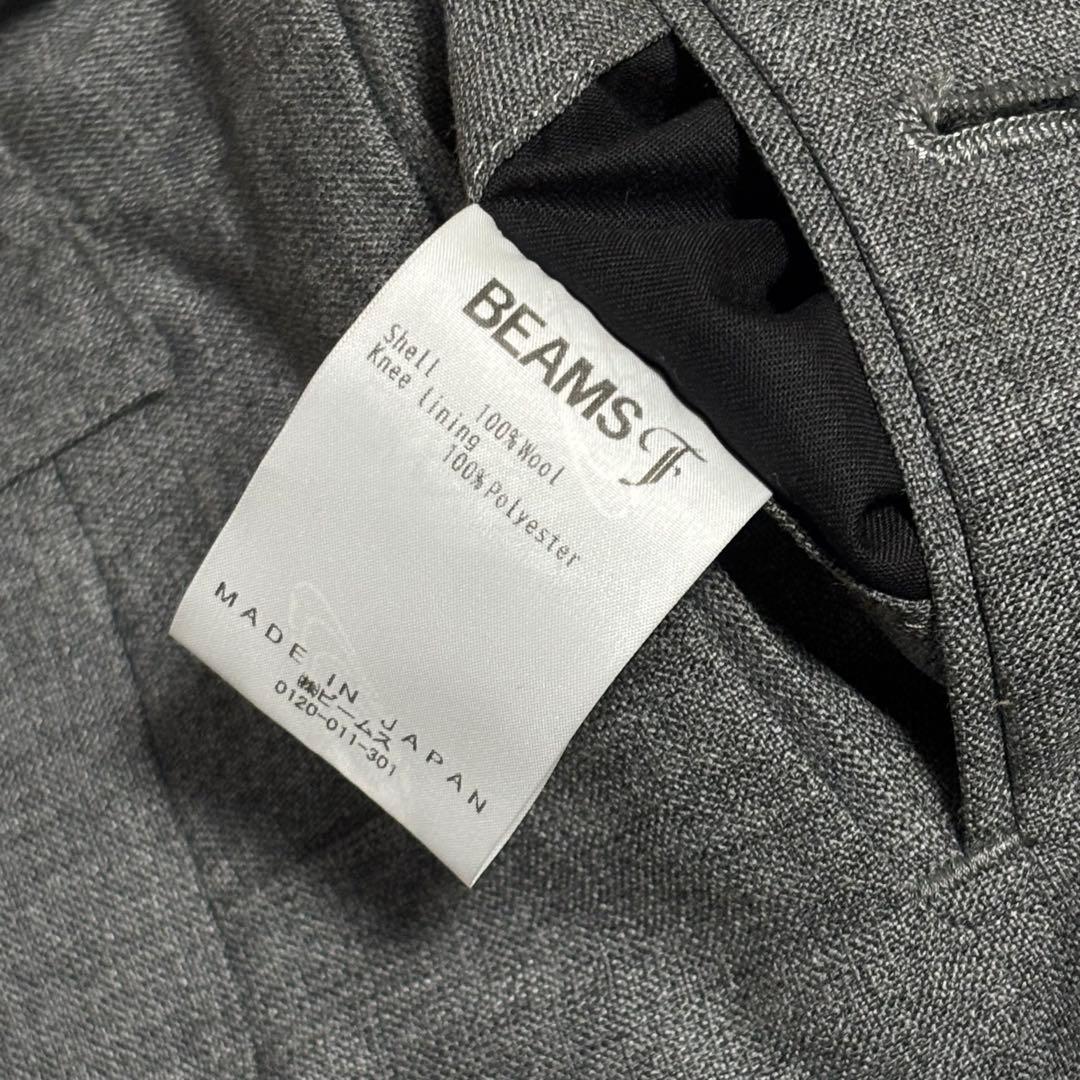 BEAMS F
Shell
100%Wool
Knee lining
100%Polyester
MADE IN JAPAN
㈱ビームス
0120-011-301